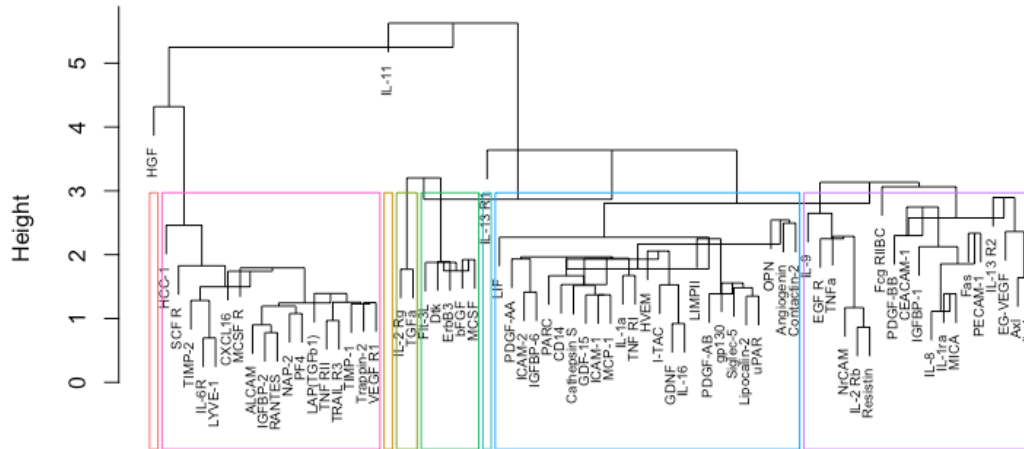 Height
0
1
2
3
4
5
HGF
HCC-1
SCF R
TIMP-2
IL-6R
LYVE-1
CXCL16
MCSF R
ALCAM
IGFBP-2
RANTES
NAP-2
PF4
LAP(TGFb1)
TNF RII
TRAIL R3
TIMP-1
Trappin-2
VEGF R1
IL-11
IL-2 Rg
TGFa
Flt-3L
Dtk
ErbB3
bFGF
MCSF
IL-13 R1
LIF
PDGF-AA
ICAM-2
IGFBP-6
PARC
CD14
Cathepsin S
GDF-15
ICAM-1
MCP-1
IL-1a
TNF RI
HVEM
I-TAC
GDNF
IL-16
LIMPII
PDGF-AB
gp130
Siglec-5
Lipocalin-2
uPAR
OPN
Angiogenin
Contactin-2
IL-9
EGF R
TNFa
NrCAM
IL-2 Rb
Resistin
Fcg RIIBC
PDGF-BB
CEACAM-1
IGFBP-1
IL-8
IL-1ra
MICA
Fas
PECAM-1
IL-13 R2
EG-VEGF
Axl